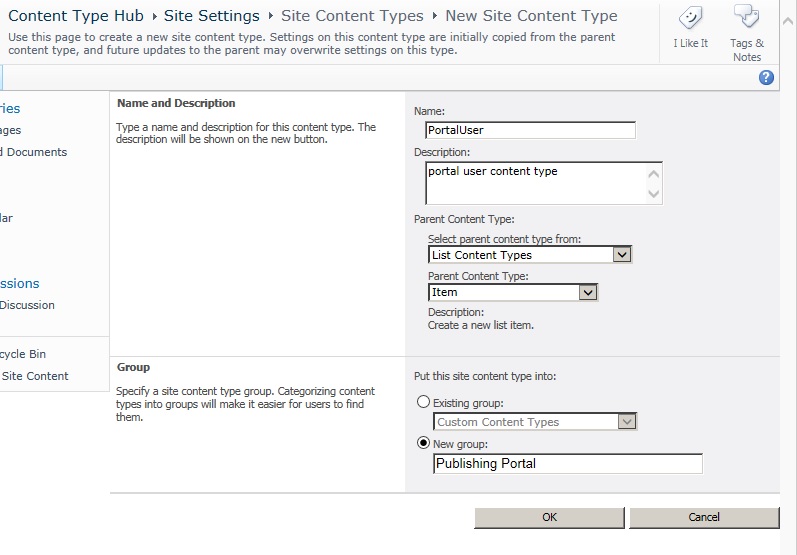 Content Type Hub › Site Settings › Site Content Types › New Site Content Type
Use this page to create a new site content type. Settings on this content type are initially copied from the parent
content type, and future updates to the parent may overwrite settings on this type.
I Like It
Tags &
Notes
ries
ages
d Documents
lar
ssions
Discussion
cycle Bin
Site Content
Name and Description
Type a name and description for this content type. The
description will be shown on the new button.
Name:
PortalUser
Description:
portal user content type
Parent Content Type:
Select parent content type from:
List Content Types
Parent Content Type:
Item
Description:
Create a new list item.
Group
Specify a site content type group. Categorizing content
types into groups will make it easier for users to find
them.
Put this site content type into:
Existing group:
Custom Content Types
New group:
Publishing Portal
OK
Cancel